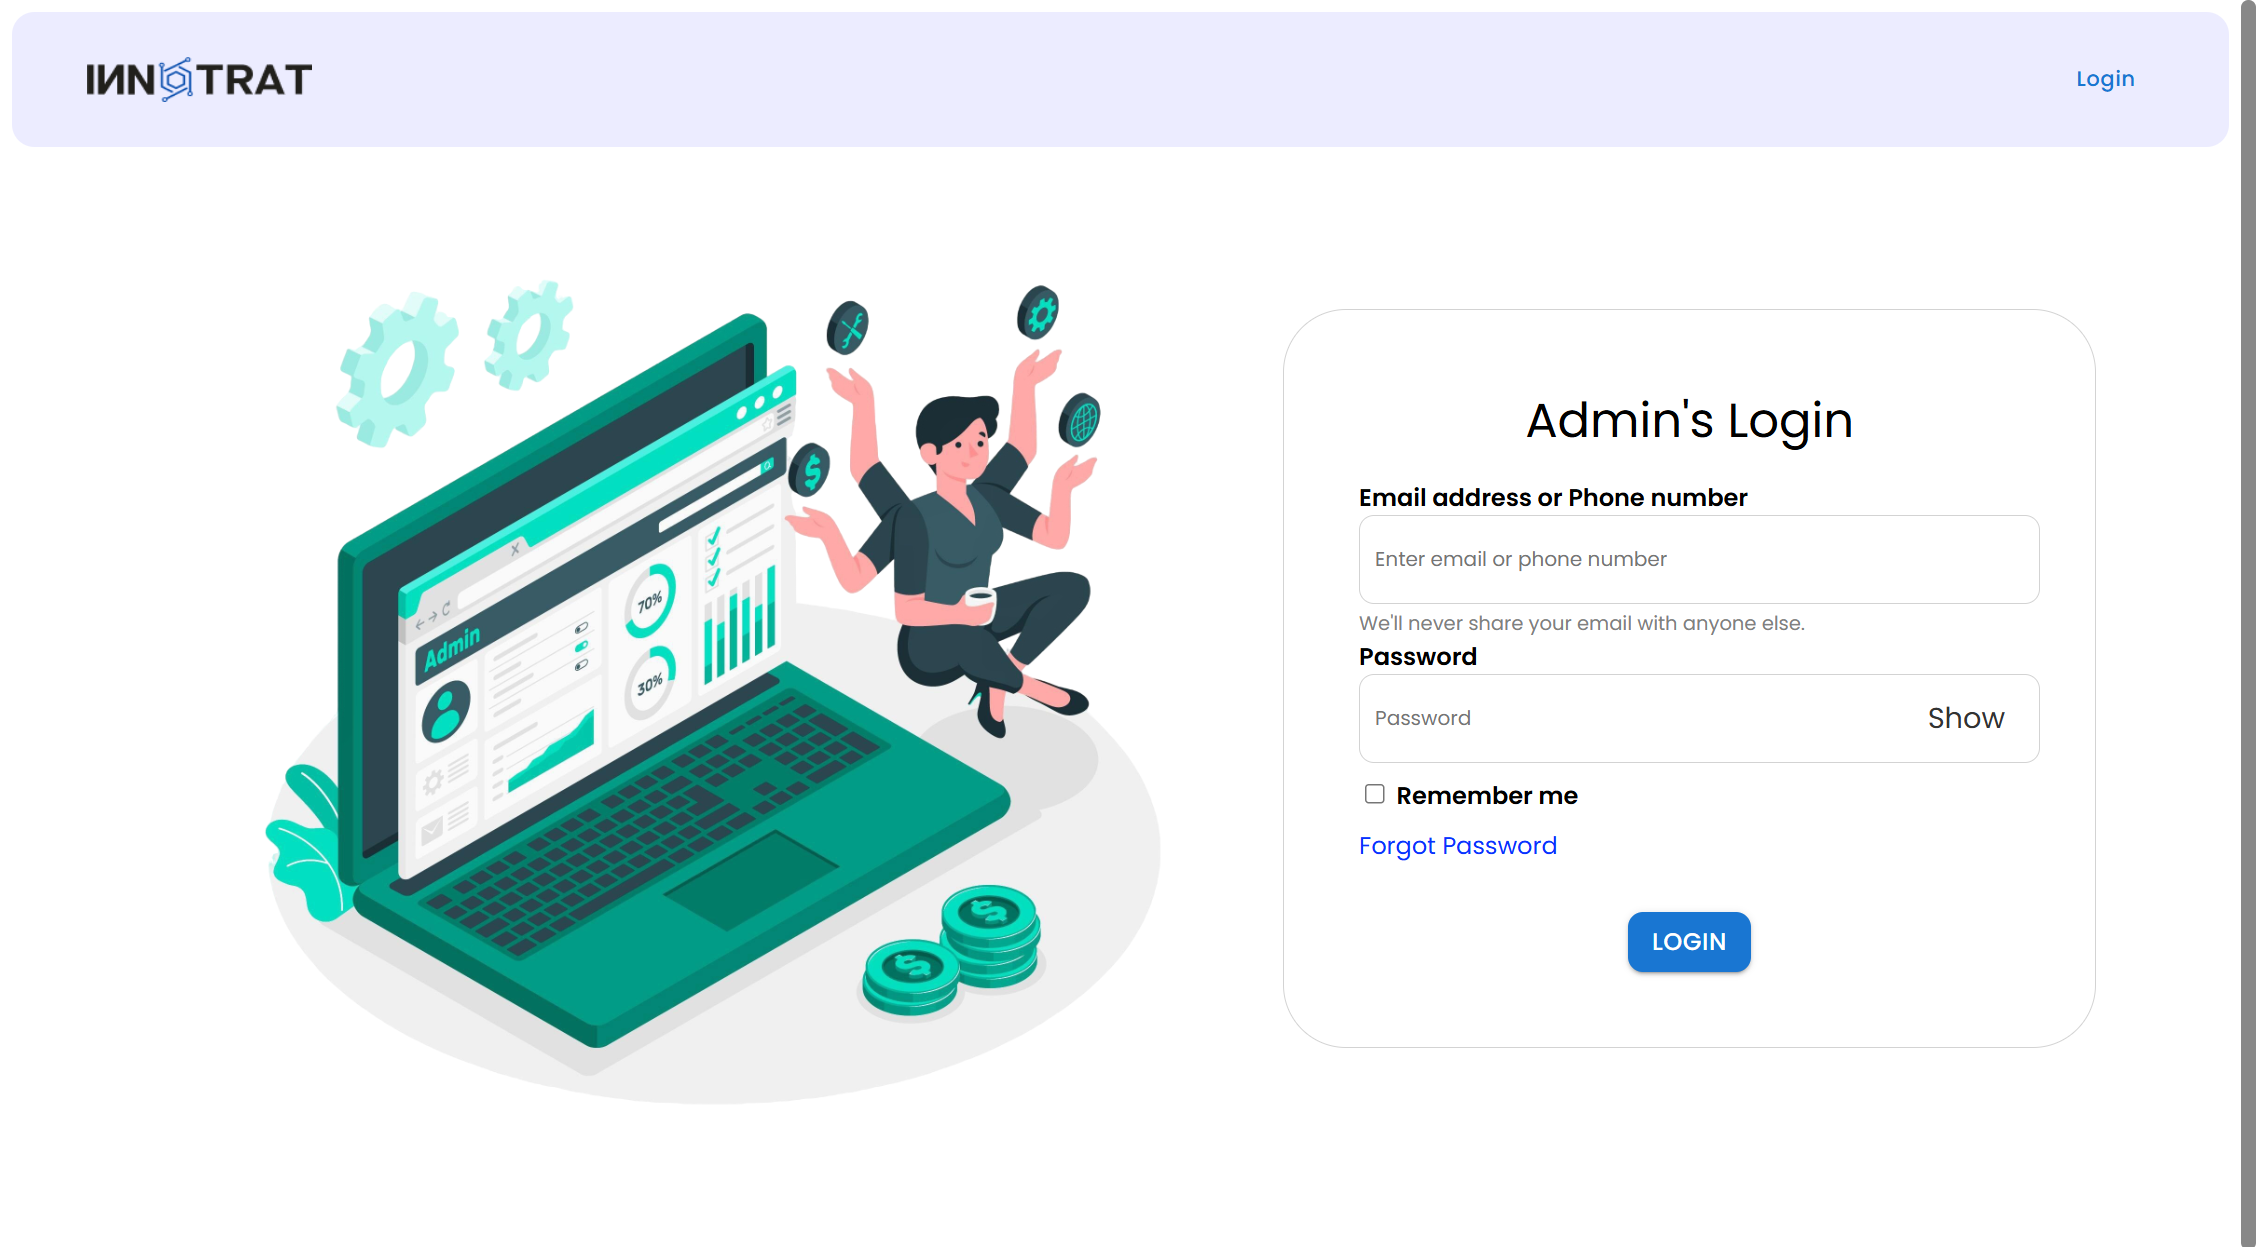 INNOTRAT
Login
Admin
70%
30%
Admin's Login
Email address or Phone number
Enter email or phone number
We'll never share your email with anyone else.
Password
Password
Show
Remember me
Forgot Password
LOGIN